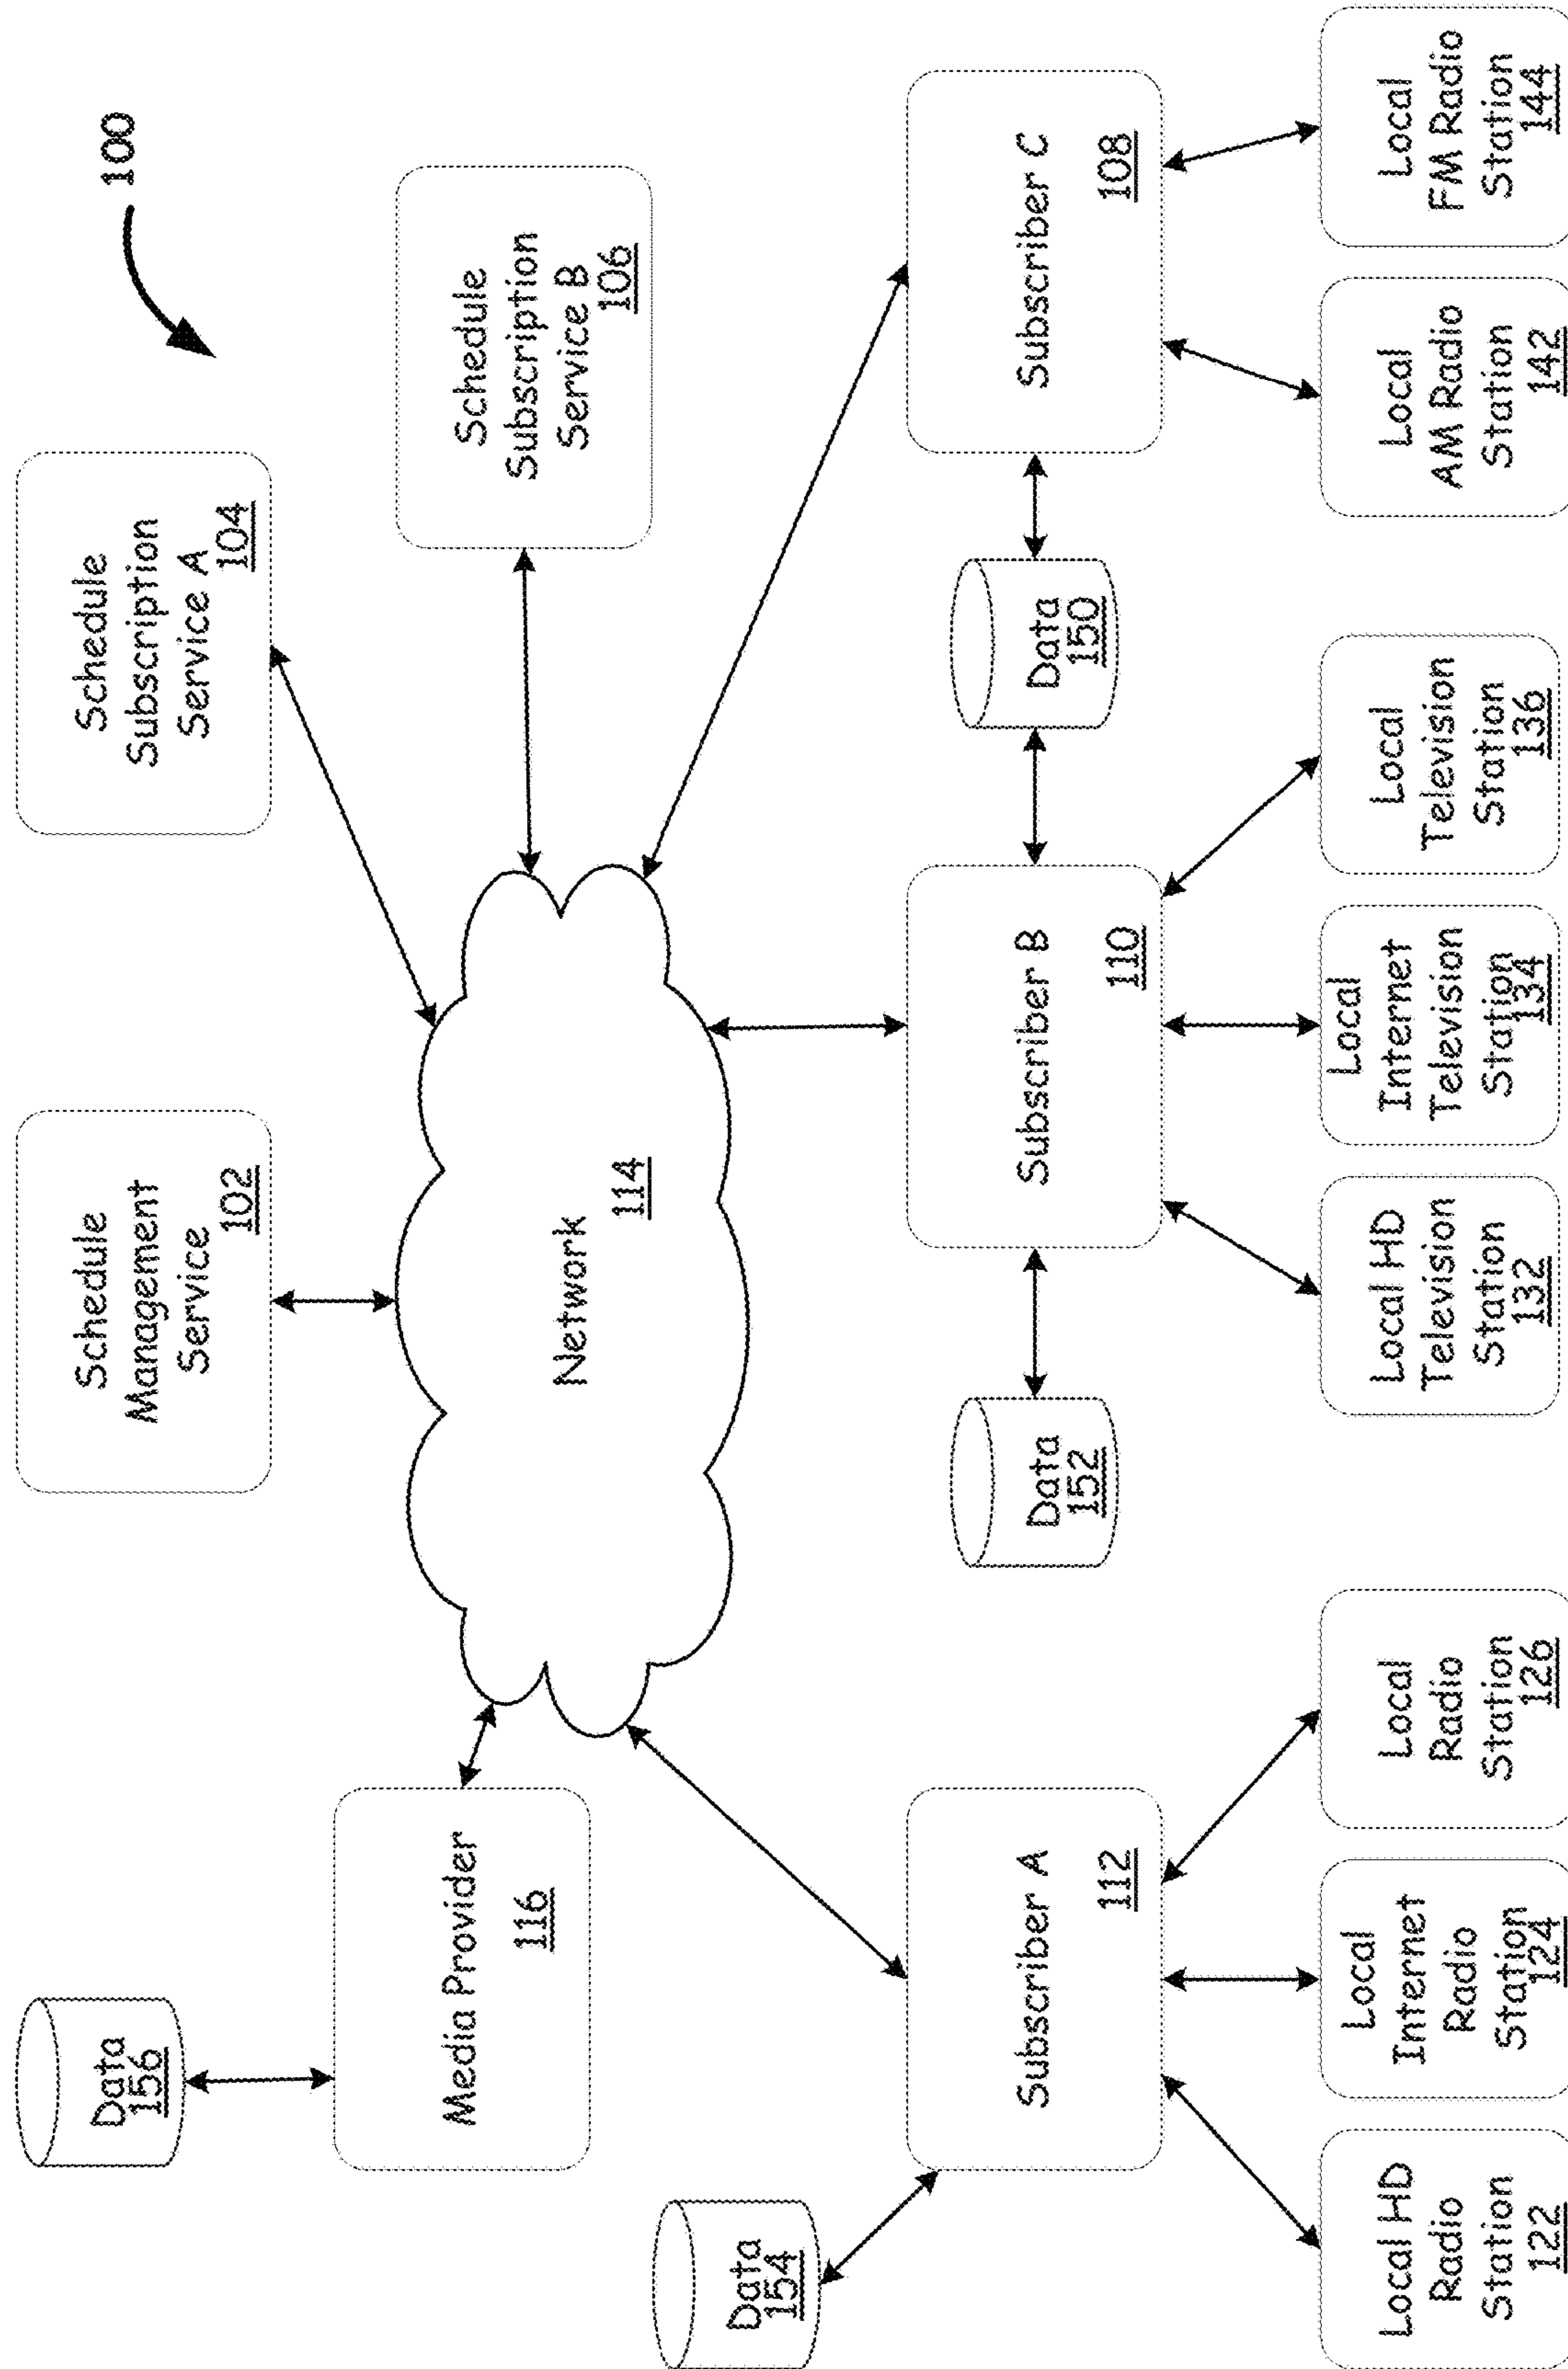 100
Schedule
Management
Service
102
Schedule
Subscription
Service A
104
Data
156
Schedule
Subscription
Service B
106
Media Provider
116
Network
114
Data
154
Subscriber A
112
Data
152
Subscriber B
110
Data
150
Subscriber C
108
Local HD
Radio
Station
122
Local
Internet
Radio
Station
124
Local
Radio
Station
126
Local HD
Television
Station
132
Local
Internet
Television
Station
134
Local
Television
Station
136
Local
AM Radio
Station
142
Local
FM Radio
Station
144